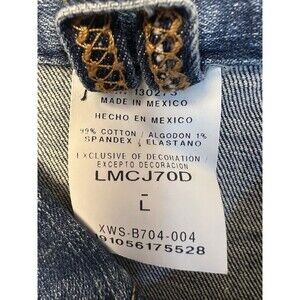 130273
MADE IN MEXICO
HECHO EN MEXICO
99% COTTON / ALGODON 1%
SPANDEX / ELASTANO
EXCLUSIVE OF DECORATION /
EXCEPTO DECORACION
LMCJ70D
-
L
XWS-B704-004
91056175528